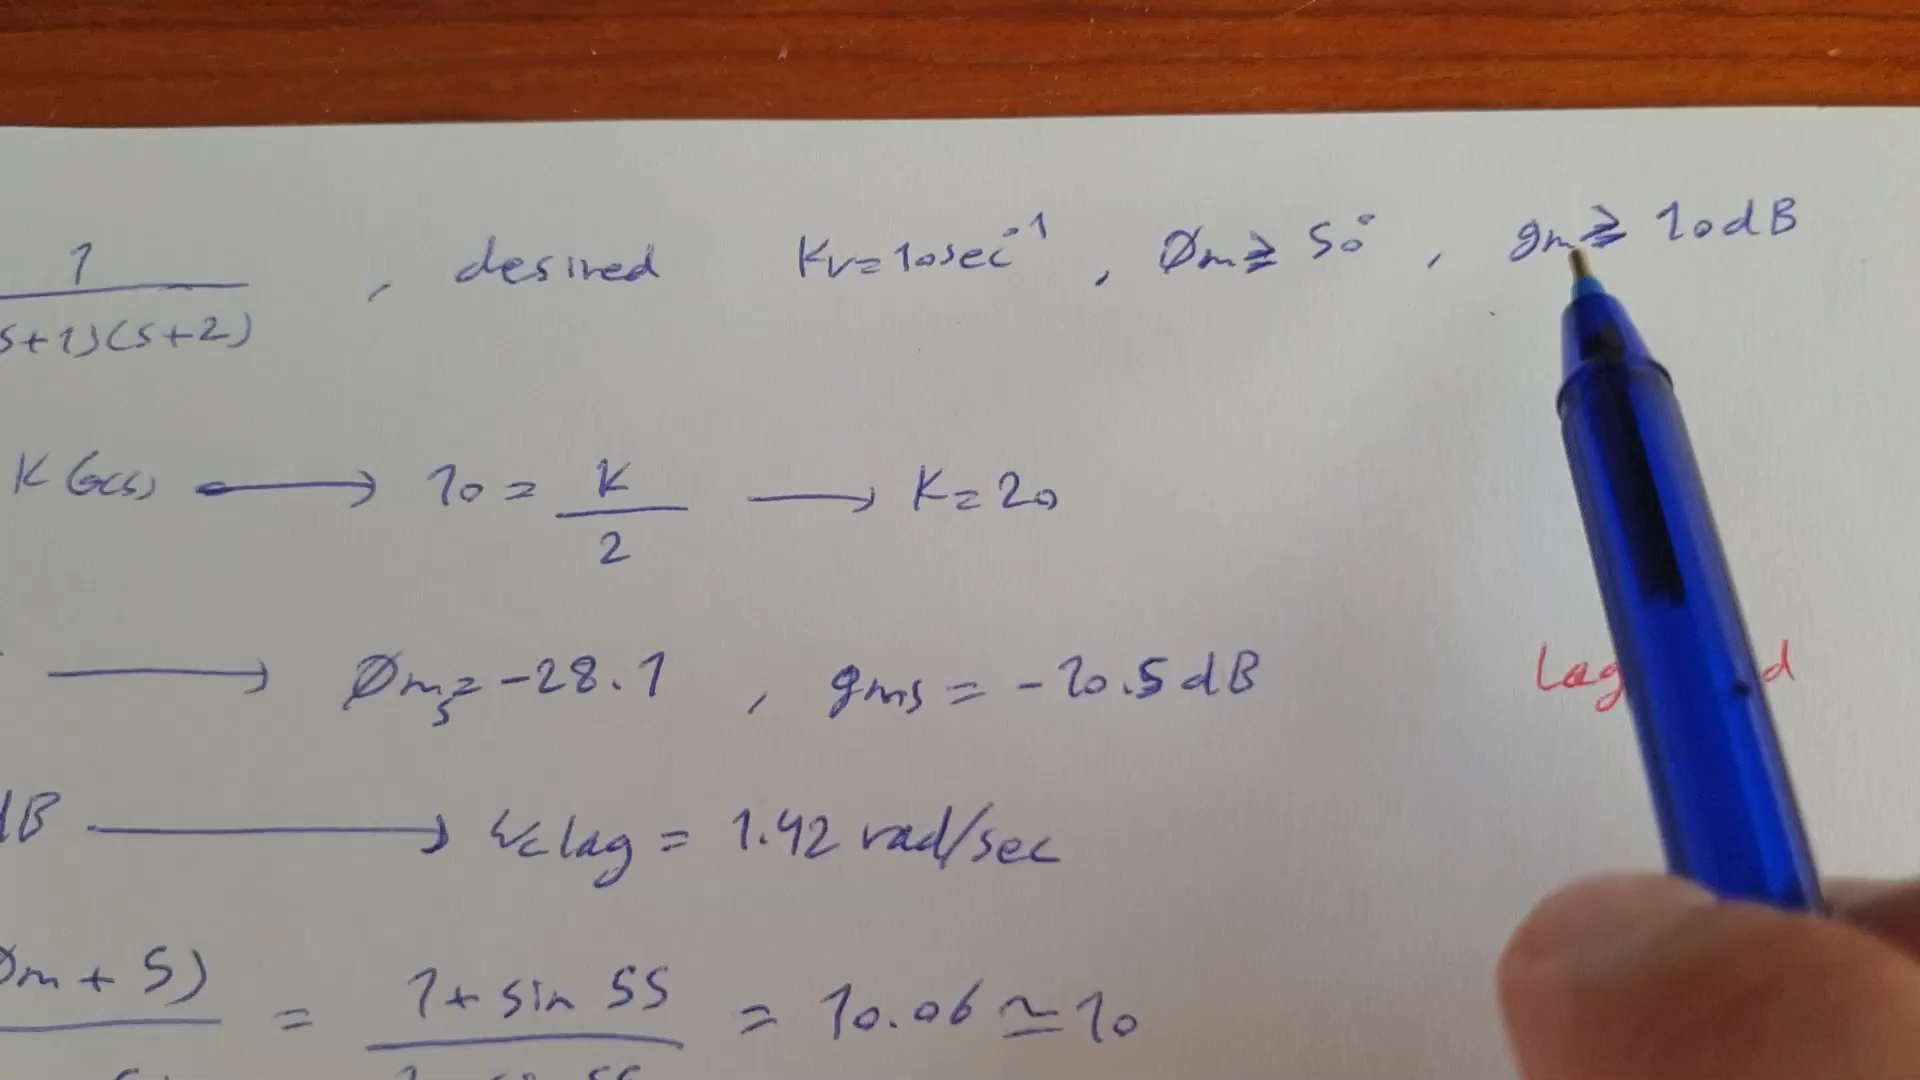 1 / (s+1)(s+2) , desired Kv=10sec⁻¹ , Øm≥ 50° , gm≥ 10dB
K G(s) → 10 = K/2 → K=20
→ Øms=-28.1 , gms = -10.5dB
Lag
dB → ωc lag = 1.42 rad/sec
Øm + 5) = 1+ sin 55 = 10.06 ≃ 10